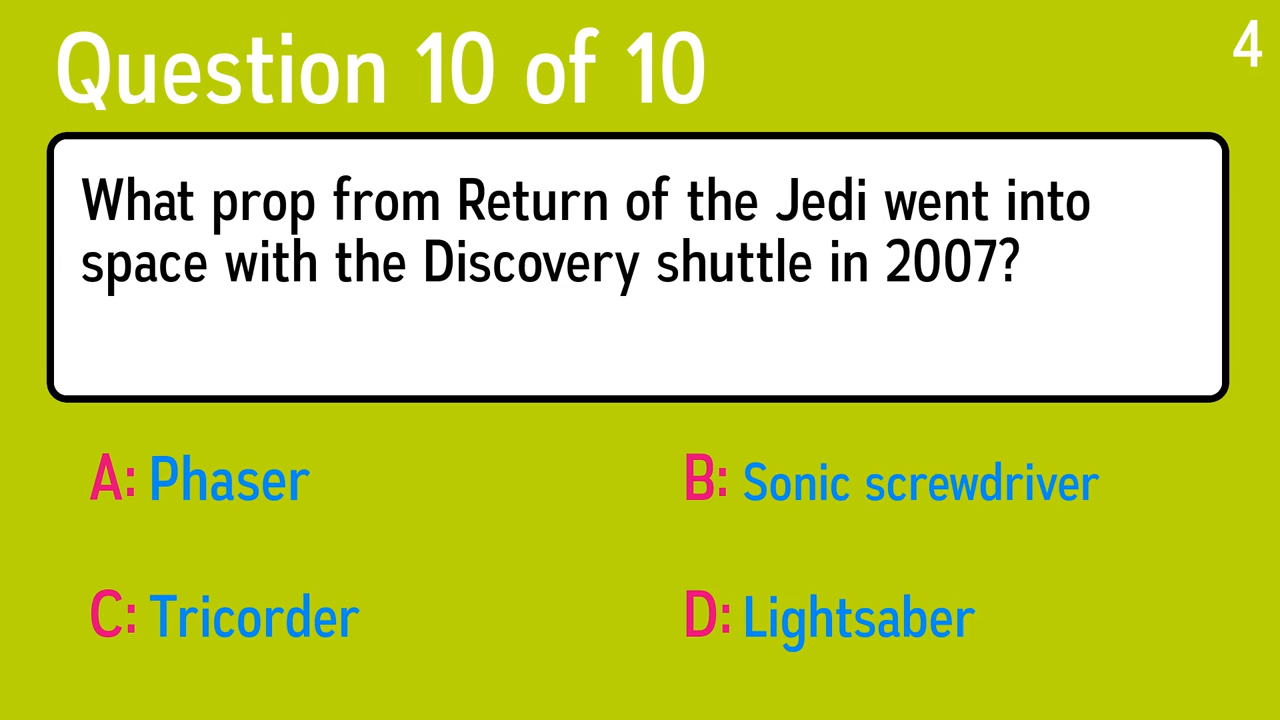 Question 10 of 10
4
What prop from Return of the Jedi went into
space with the Discovery shuttle in 2007?
A: Phaser
B: Sonic screwdriver
C: Tricorder
D: Lightsaber